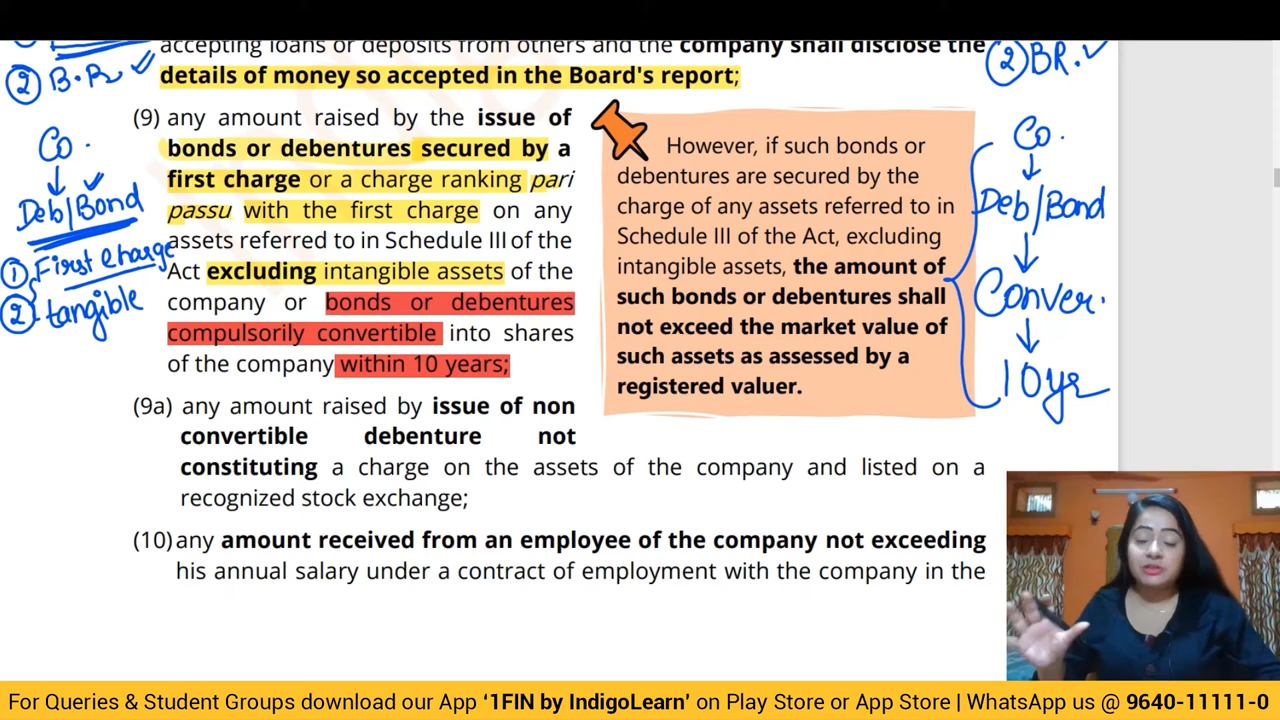 accepting loans or deposits from others and the company shall disclose the
details of money so accepted in the Board's report;
② B.R
② BR.
(9) any amount raised by the issue of
bonds or debentures secured by a
first charge or a charge ranking pari
passu with the first charge on any
assets referred to in Schedule III of the
Act excluding intangible assets of the
company or bonds or debentures
compulsorily convertible into shares
of the company within 10 years;
Co.
Deb/Bond
① First Charge
② tangible
However, if such bonds or
debentures are secured by the
charge of any assets referred to in
Schedule III of the Act, excluding
intangible assets, the amount of
such bonds or debentures shall
not exceed the market value of
such assets as assessed by a
registered valuer.
Co.
Deb/Bond
Conver.
10yr
(9a) any amount raised by issue of non
convertible debenture not
constituting a charge on the assets of the company and listed on a
recognized stock exchange;
(10) any amount received from an employee of the company not exceeding
his annual salary under a contract of employment with the company in the
For Queries & Student Groups download our App ‘1FIN by IndigoLearn’ on Play Store or App Store | WhatsApp us @ 9640-11111-0